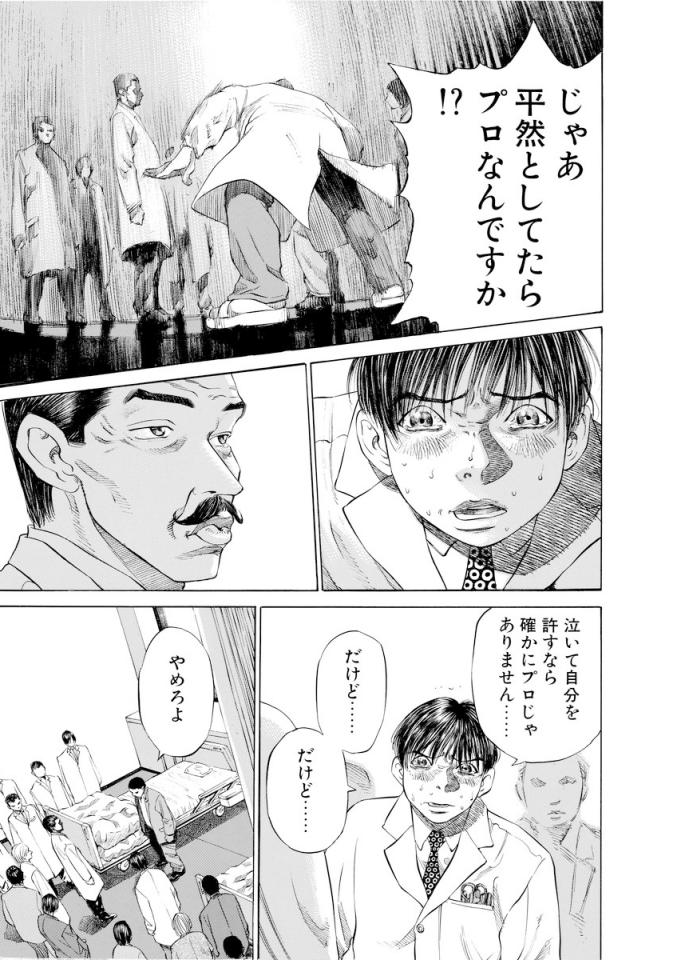 じゃあ
平然としてたら
プロなんですか
!?
泣いて自分を
許すなら
確かにプロじゃ
ありません……
だけど……
だけど……
やめろよ